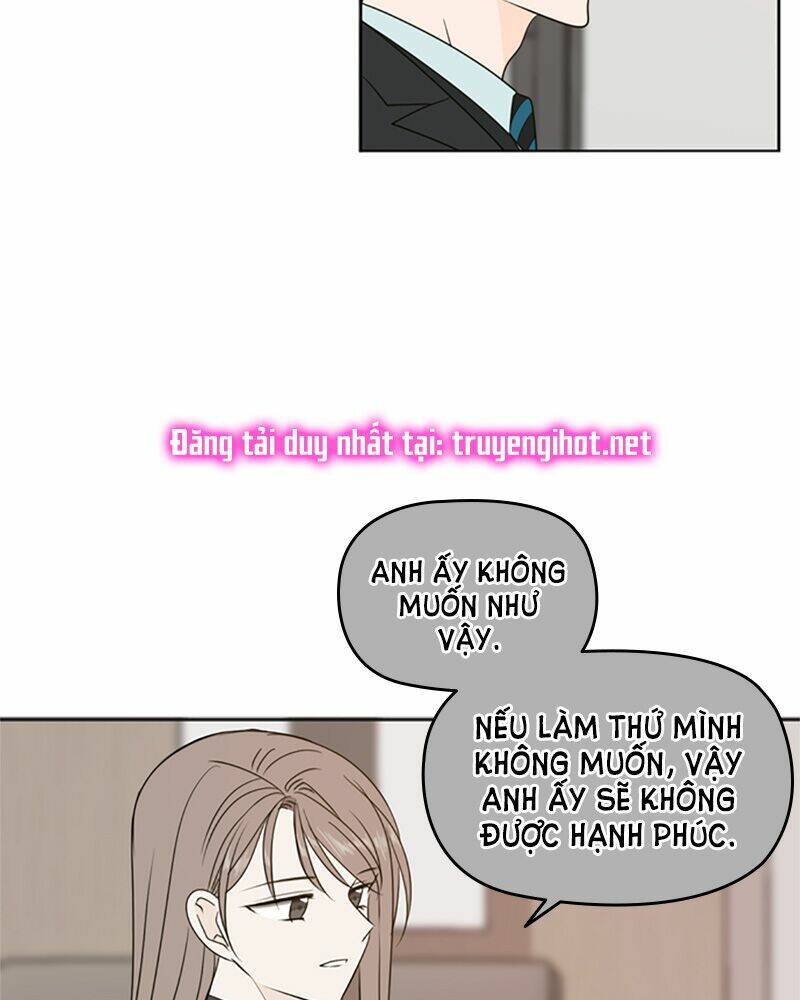 Đăng tải duy nhất tại: truyengihot.net
ANH ẤY KHÔNG
MUỐN NHƯ
VẬY.
NẾU LÀM THỨ MÌNH
KHÔNG MUỐN, VẬY
ANH ẤY SẼ KHÔNG
ĐƯỢC HẠNH PHÚC.